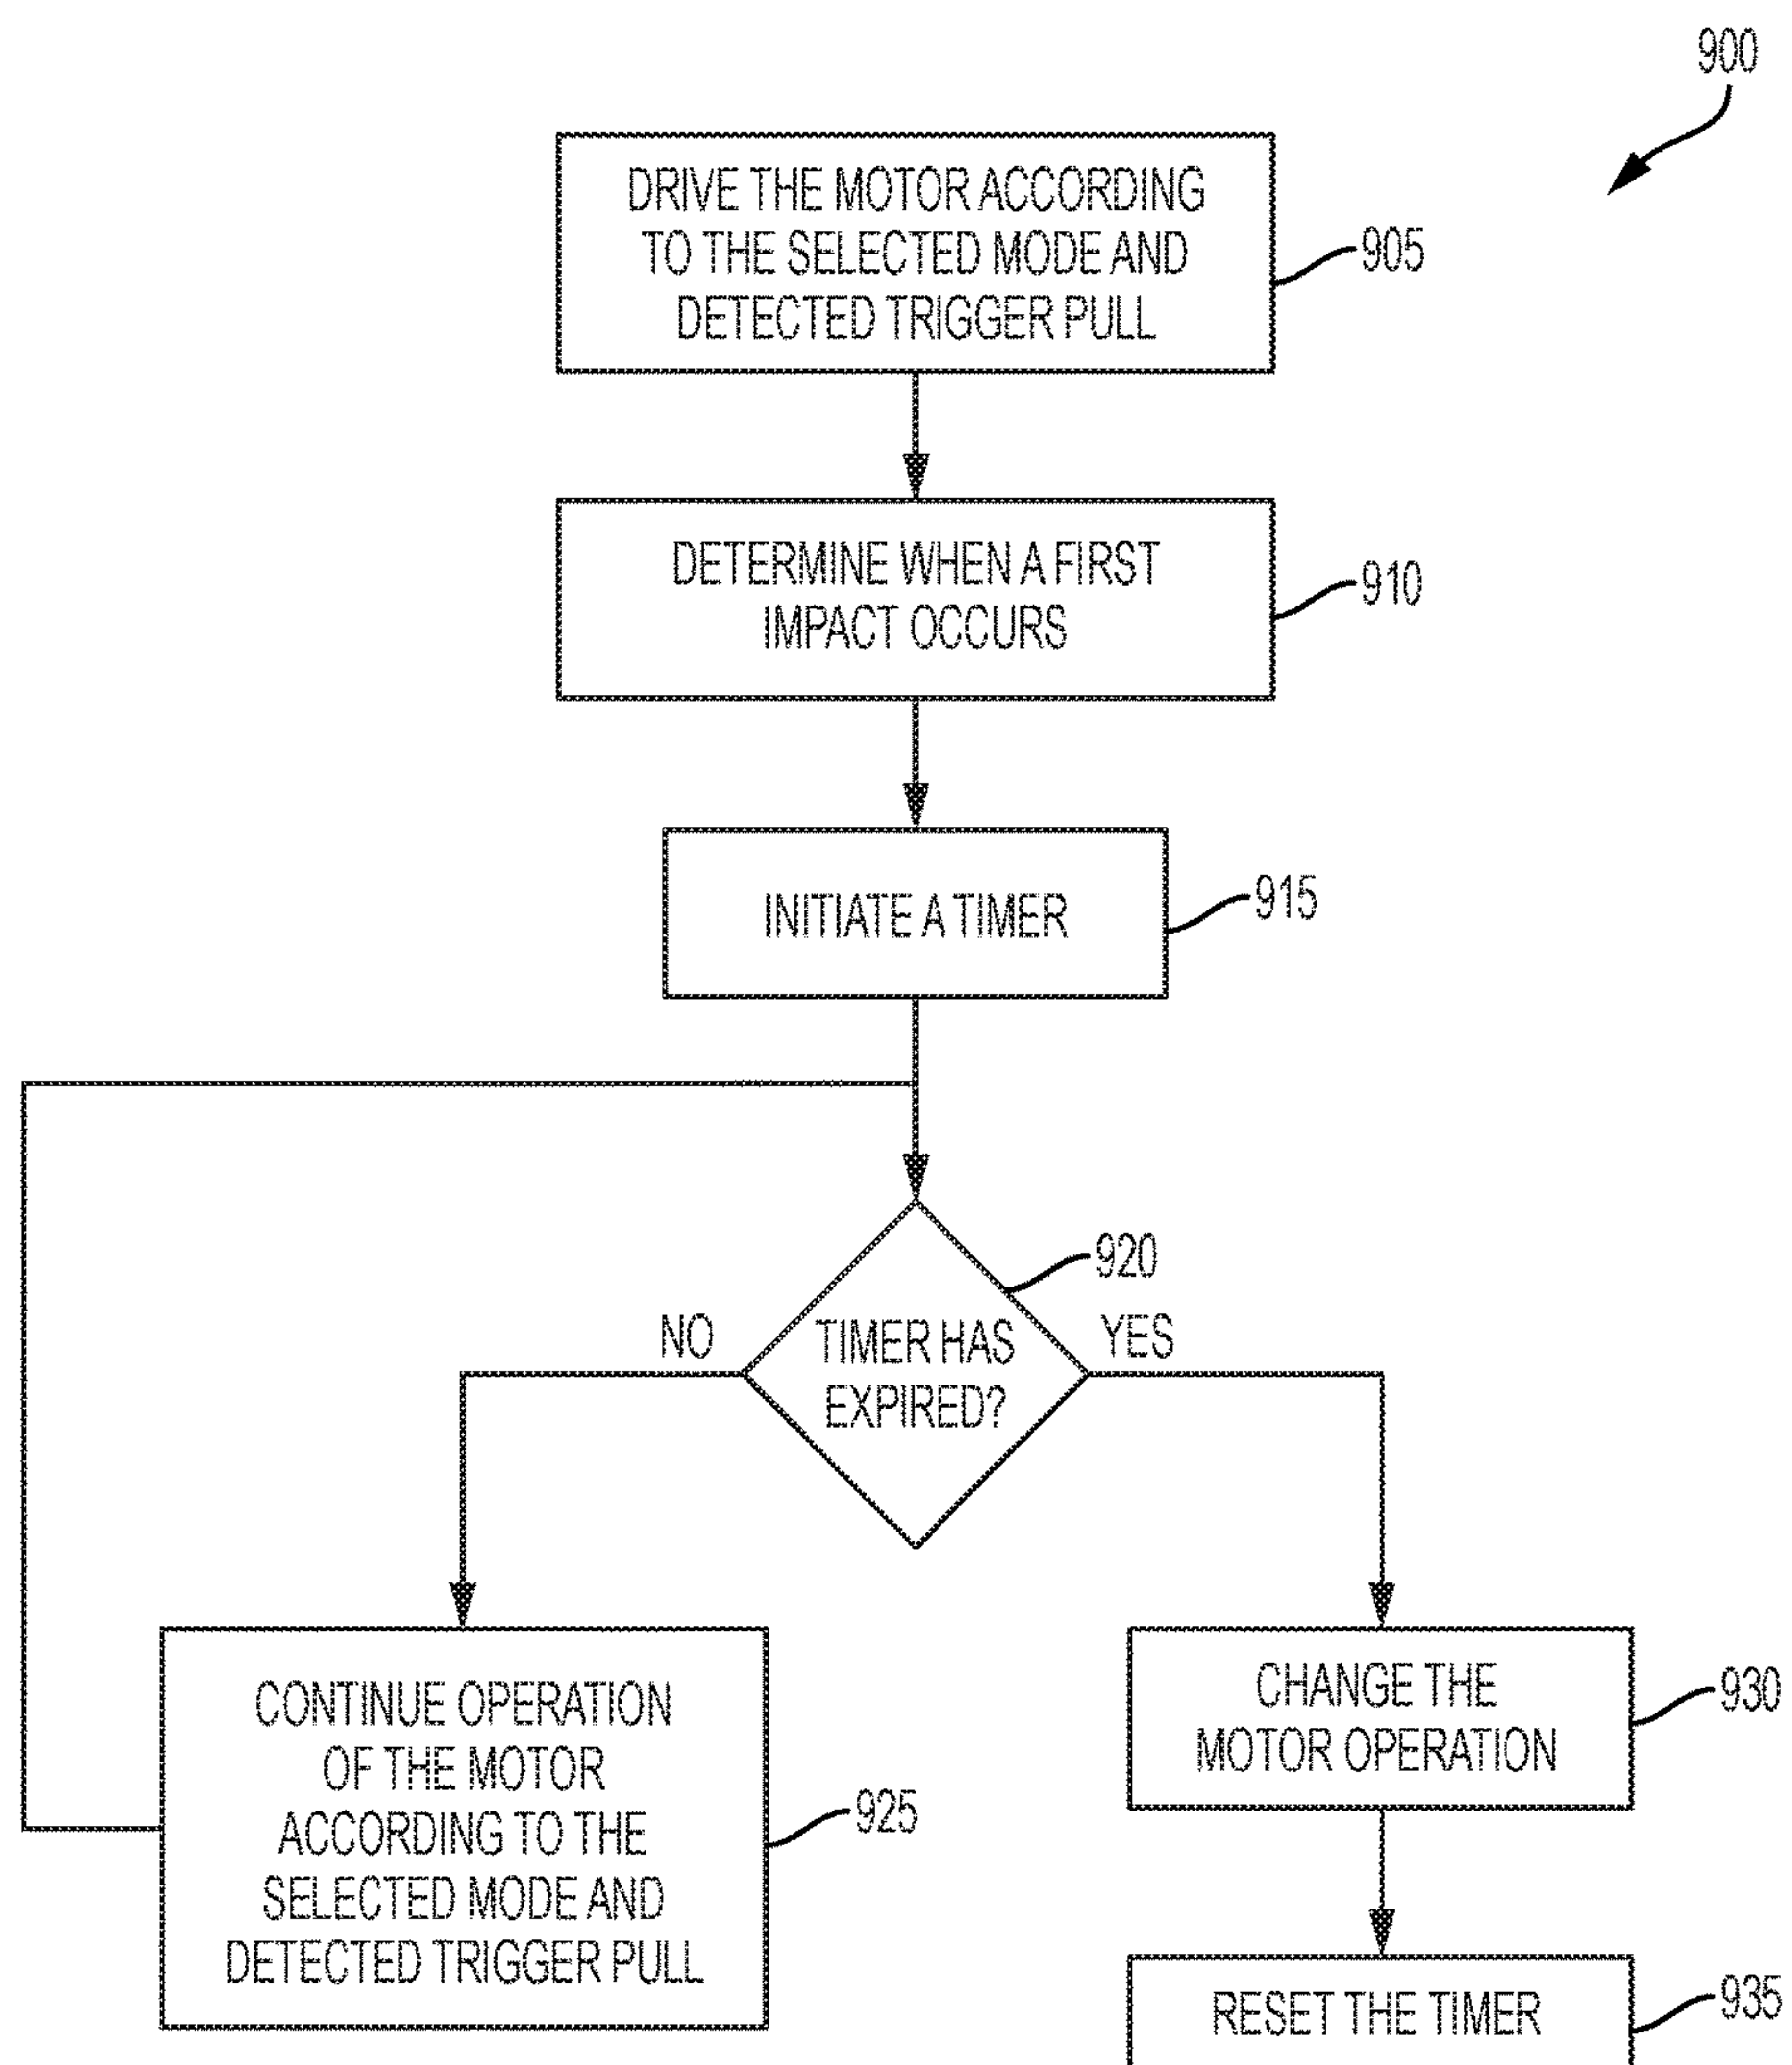 900
DRIVE THE MOTOR ACCORDING
TO THE SELECTED MODE AND
DETECTED TRIGGER PULL
905
DETERMINE WHEN A FIRST
IMPACT OCCURS
910
INITIATE A TIMER
915
920
NO
TIMER HAS
EXPIRED?
YES
CONTINUE OPERATION
OF THE MOTOR
ACCORDING TO THE
SELECTED MODE AND
DETECTED TRIGGER PULL
925
CHANGE THE
MOTOR OPERATION
930
RESET THE TIMER
935